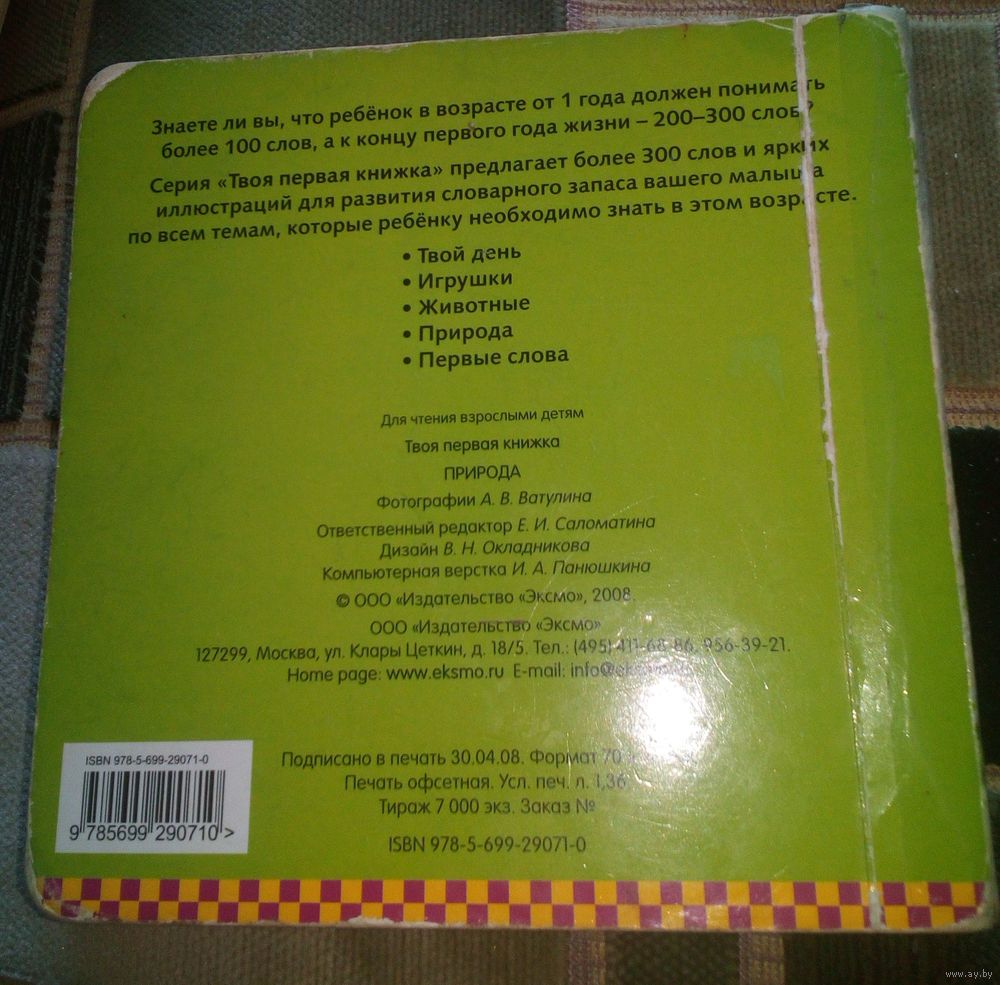 Знаете ли вы, что ребёнок в возрасте от 1 года должен понимать
более 100 слов, а к концу первого года жизни – 200–300 слов?
Серия «Твоя первая книжка» предлагает более 300 слов и ярких
иллюстраций для развития словарного запаса вашего малыша
по всем темам, которые ребёнку необходимо знать в этом возрасте.
• Твой день
• Игрушки
• Животные
• Природа
• Первые слова
Для чтения взрослыми детям
Твоя первая книжка
ПРИРОДА
Фотографии А. В. Ватулина
Ответственный редактор Е. И. Саломатина
Дизайн В. Н. Окладникова
Компьютерная верстка И. А. Панюшкина
© ООО «Издательство «Эксмо», 2008.
ООО «Издательство «Эксмо»
127299, Москва, ул. Клары Цеткин, д. 18/5. Тел.: (495) 411-68-86, 956-39-21.
Home page: www.eksmo.ru E-mail:
Подписано в печать 30.04.08. Формат 70
Печать офсетная. Усл. печ. л. 1,36
Тираж 7 000 экз. Заказ №
ISBN 978-5-699-29071-0
ISBN 978-5-699-29071-0
9 785699 290710 >
www.ay.by